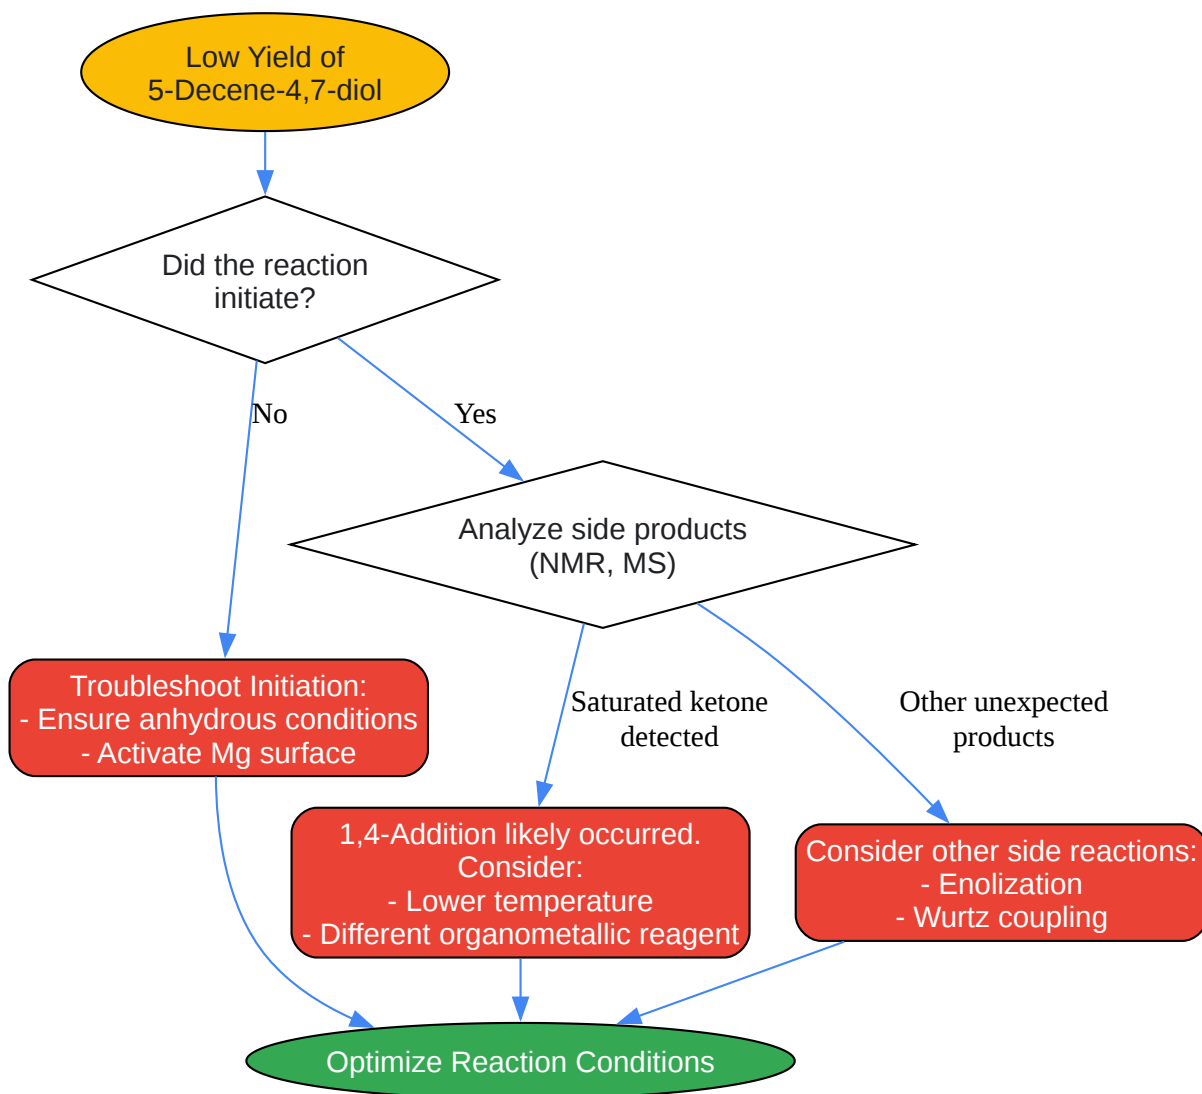 Low Yield of
5-Decene-4,7-diol
Did the reaction
initiate?
No
Yes
Analyze side products
(NMR, MS)
Troubleshoot Initiation:
- Ensure anhydrous conditions
- Activate Mg surface
Saturated ketone
detected
Other unexpected
products
1,4-Addition likely occurred.
Consider:
- Lower temperature
- Different organometallic reagent
Consider other side reactions:
- Enolization
- Wurtz coupling
Optimize Reaction Conditions